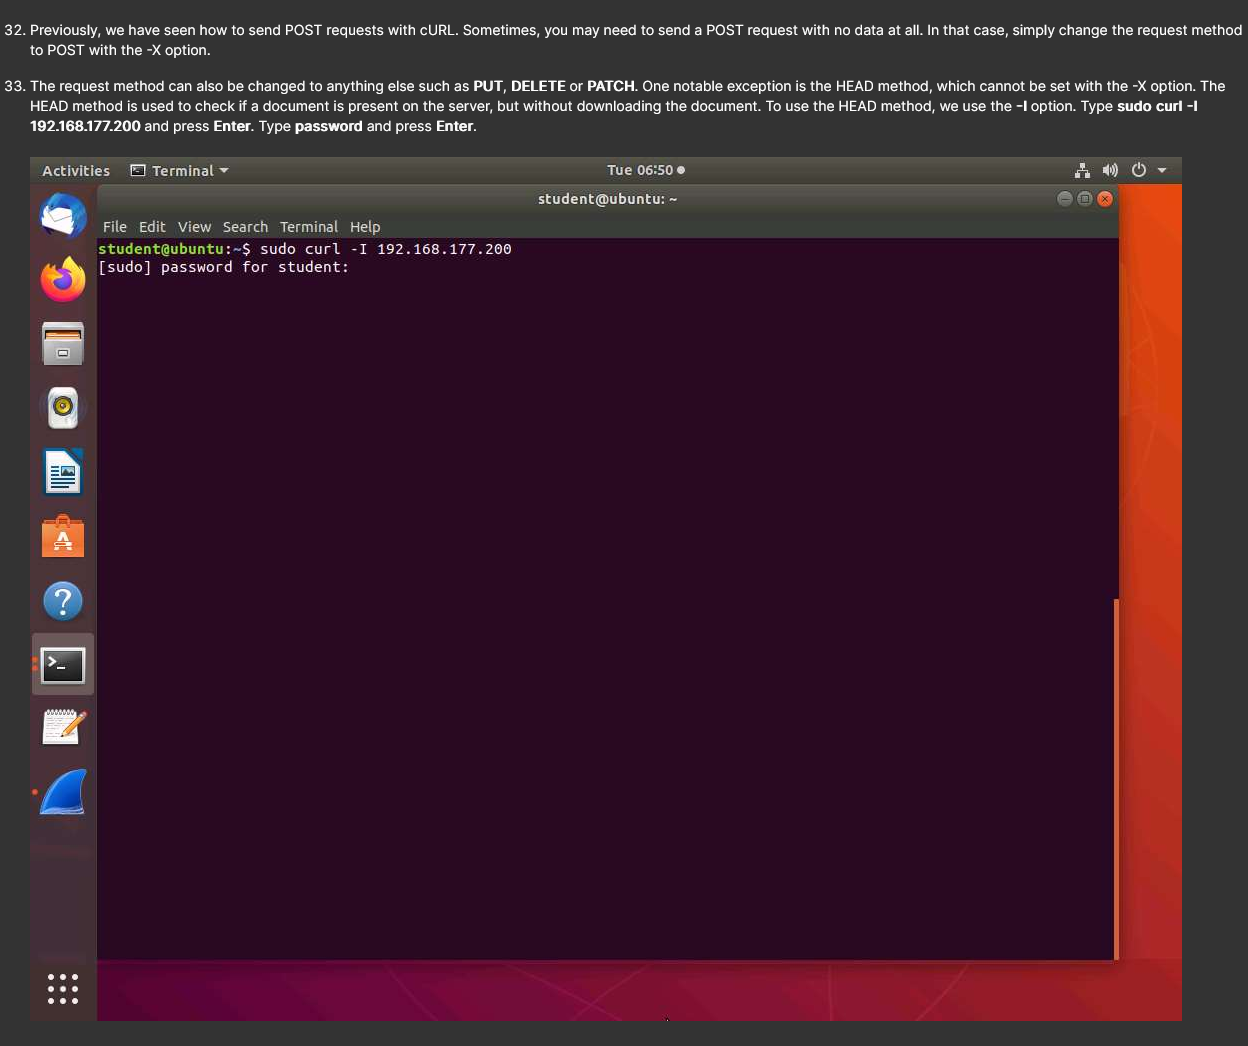 32. Previously, we have seen how to send POST requests with cURL. Sometimes, you may need to send a POST request with no data at all. In that case, simply change the request method
to POST with the -X option.
33. The request method can also be changed to anything else such as PUT, DELETE or PATCH. One notable exception is the HEAD method, which cannot be set with the -X option. The
HEAD method is used to check if a document is present on the server, but without downloading the document. To use the HEAD method, we use the -I option. Type sudo curl -I
192.168.177.200 and press Enter. Type password and press Enter.
Activities Terminal Tue 06:50
student@ubuntu: ~
File Edit View Search Terminal Help
student@ubuntu:~$ sudo curl -I 192.168.177.200
[sudo] password for student: